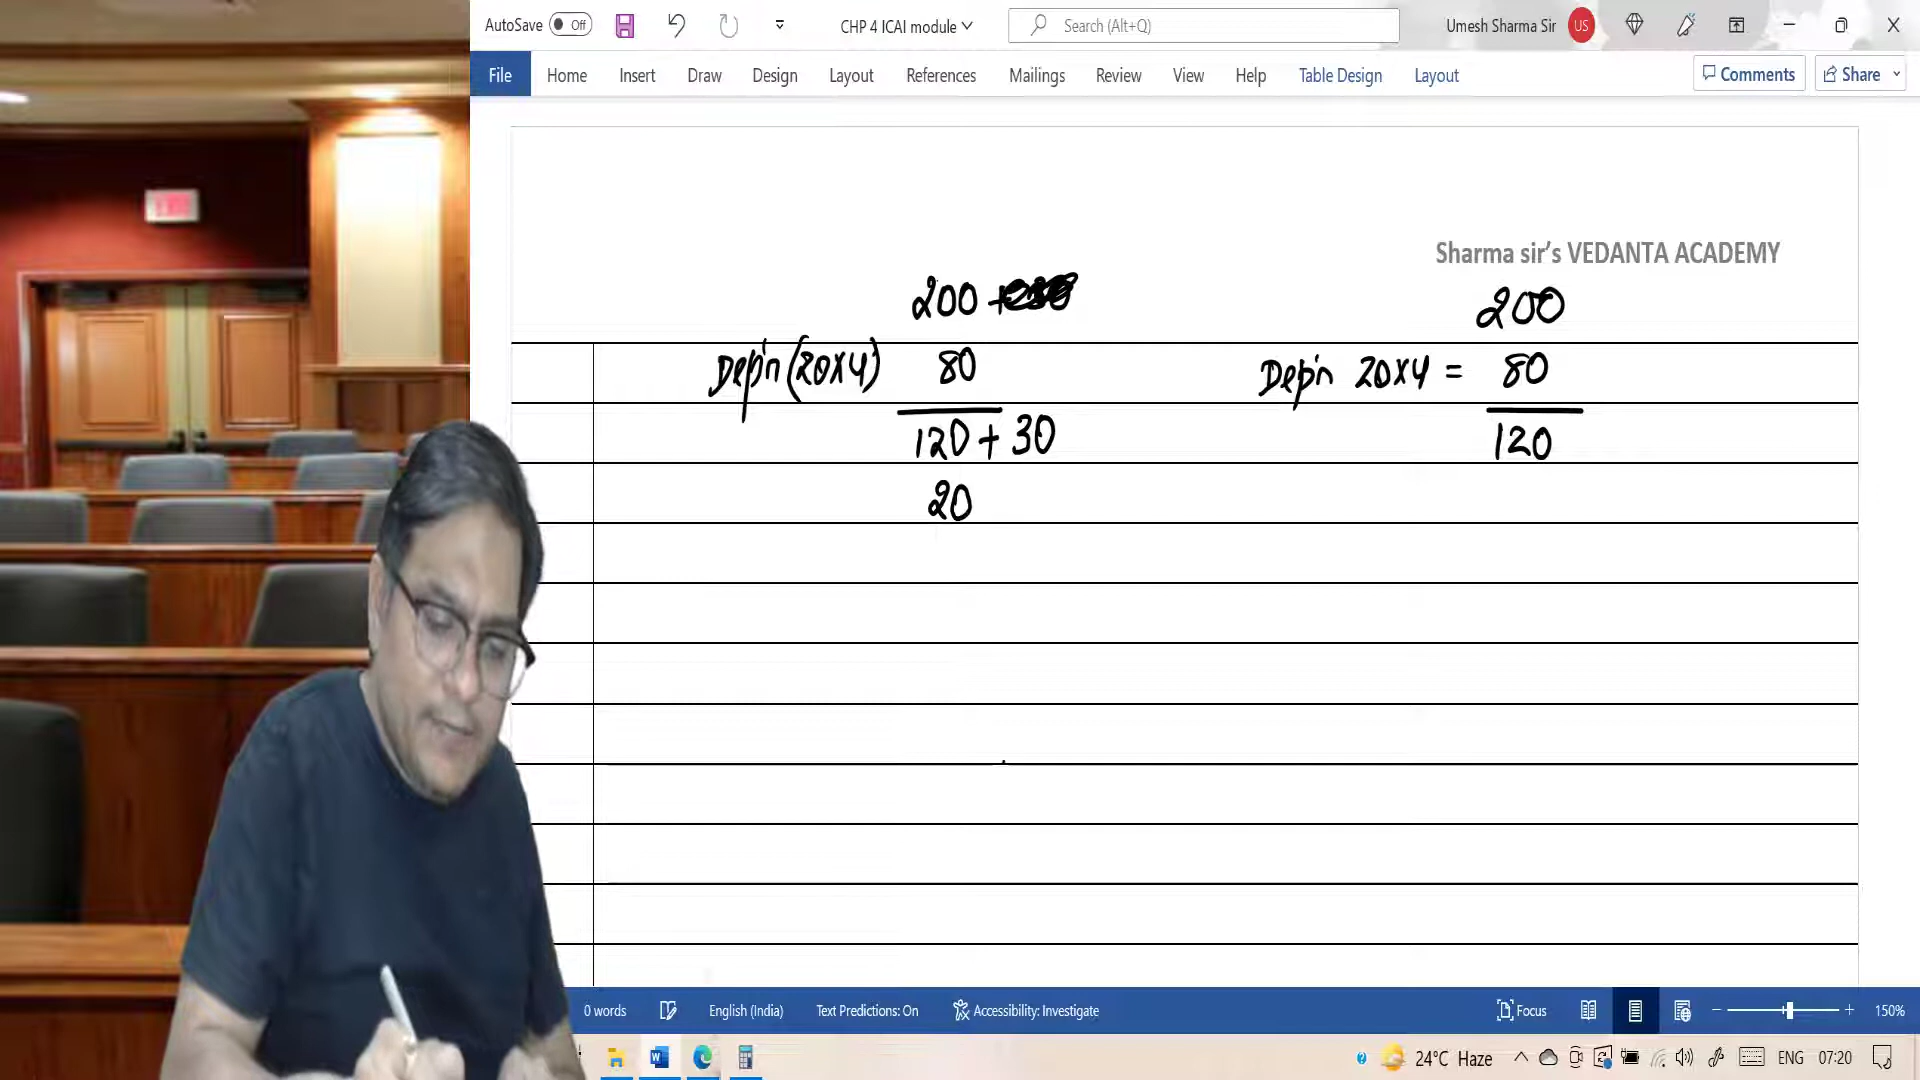 AutoSave Off CHP 4 ICAI module Search (Alt+Q) Umesh Sharma Sir US
File Home Insert Draw Design Layout References Mailings Review View Help Table Design Layout Comments Share
Sharma sir's VEDANTA ACADEMY
200 + 200
Dep'n (20x4) 80 Dep'n 20x4 = 80
120 + 30 120
20
0 words English (India) Text Predictions: On Accessibility: Investigate Focus 150%
24°C Haze ENG 07:20